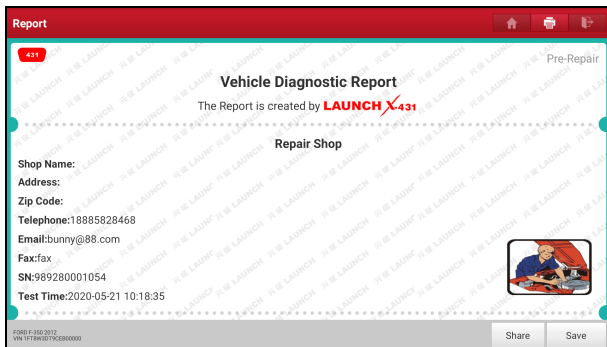 Report
431
Pre-Repair
Vehicle Diagnostic Report
The Report is created by LAUNCH X-431
Repair Shop
Shop Name:
Address:
Zip Code:
Telephone:18885828468
Email:bunny@88.com
Fax:fax
SN:989280001054
Test Time:2020-05-21 10:18:35
FORD F-350 2012
VIN 1FT8W3DT9CEB00000
Share
Save